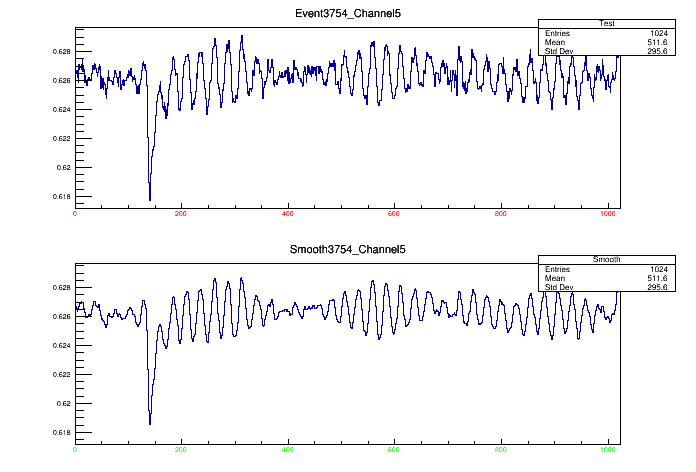 Event3754_Channel5
Test
Entries 1024
Mean 511.6
Std Dev 295.6
0.628
0.626
0.624
0.622
0.62
0.618
0 200 400 600 800 1000
Smooth3754_Channel5
Smooth
Entries 1024
Mean 511.6
Std Dev 295.6
0.628
0.626
0.624
0.622
0.62
0.618
0 200 400 600 800 1000